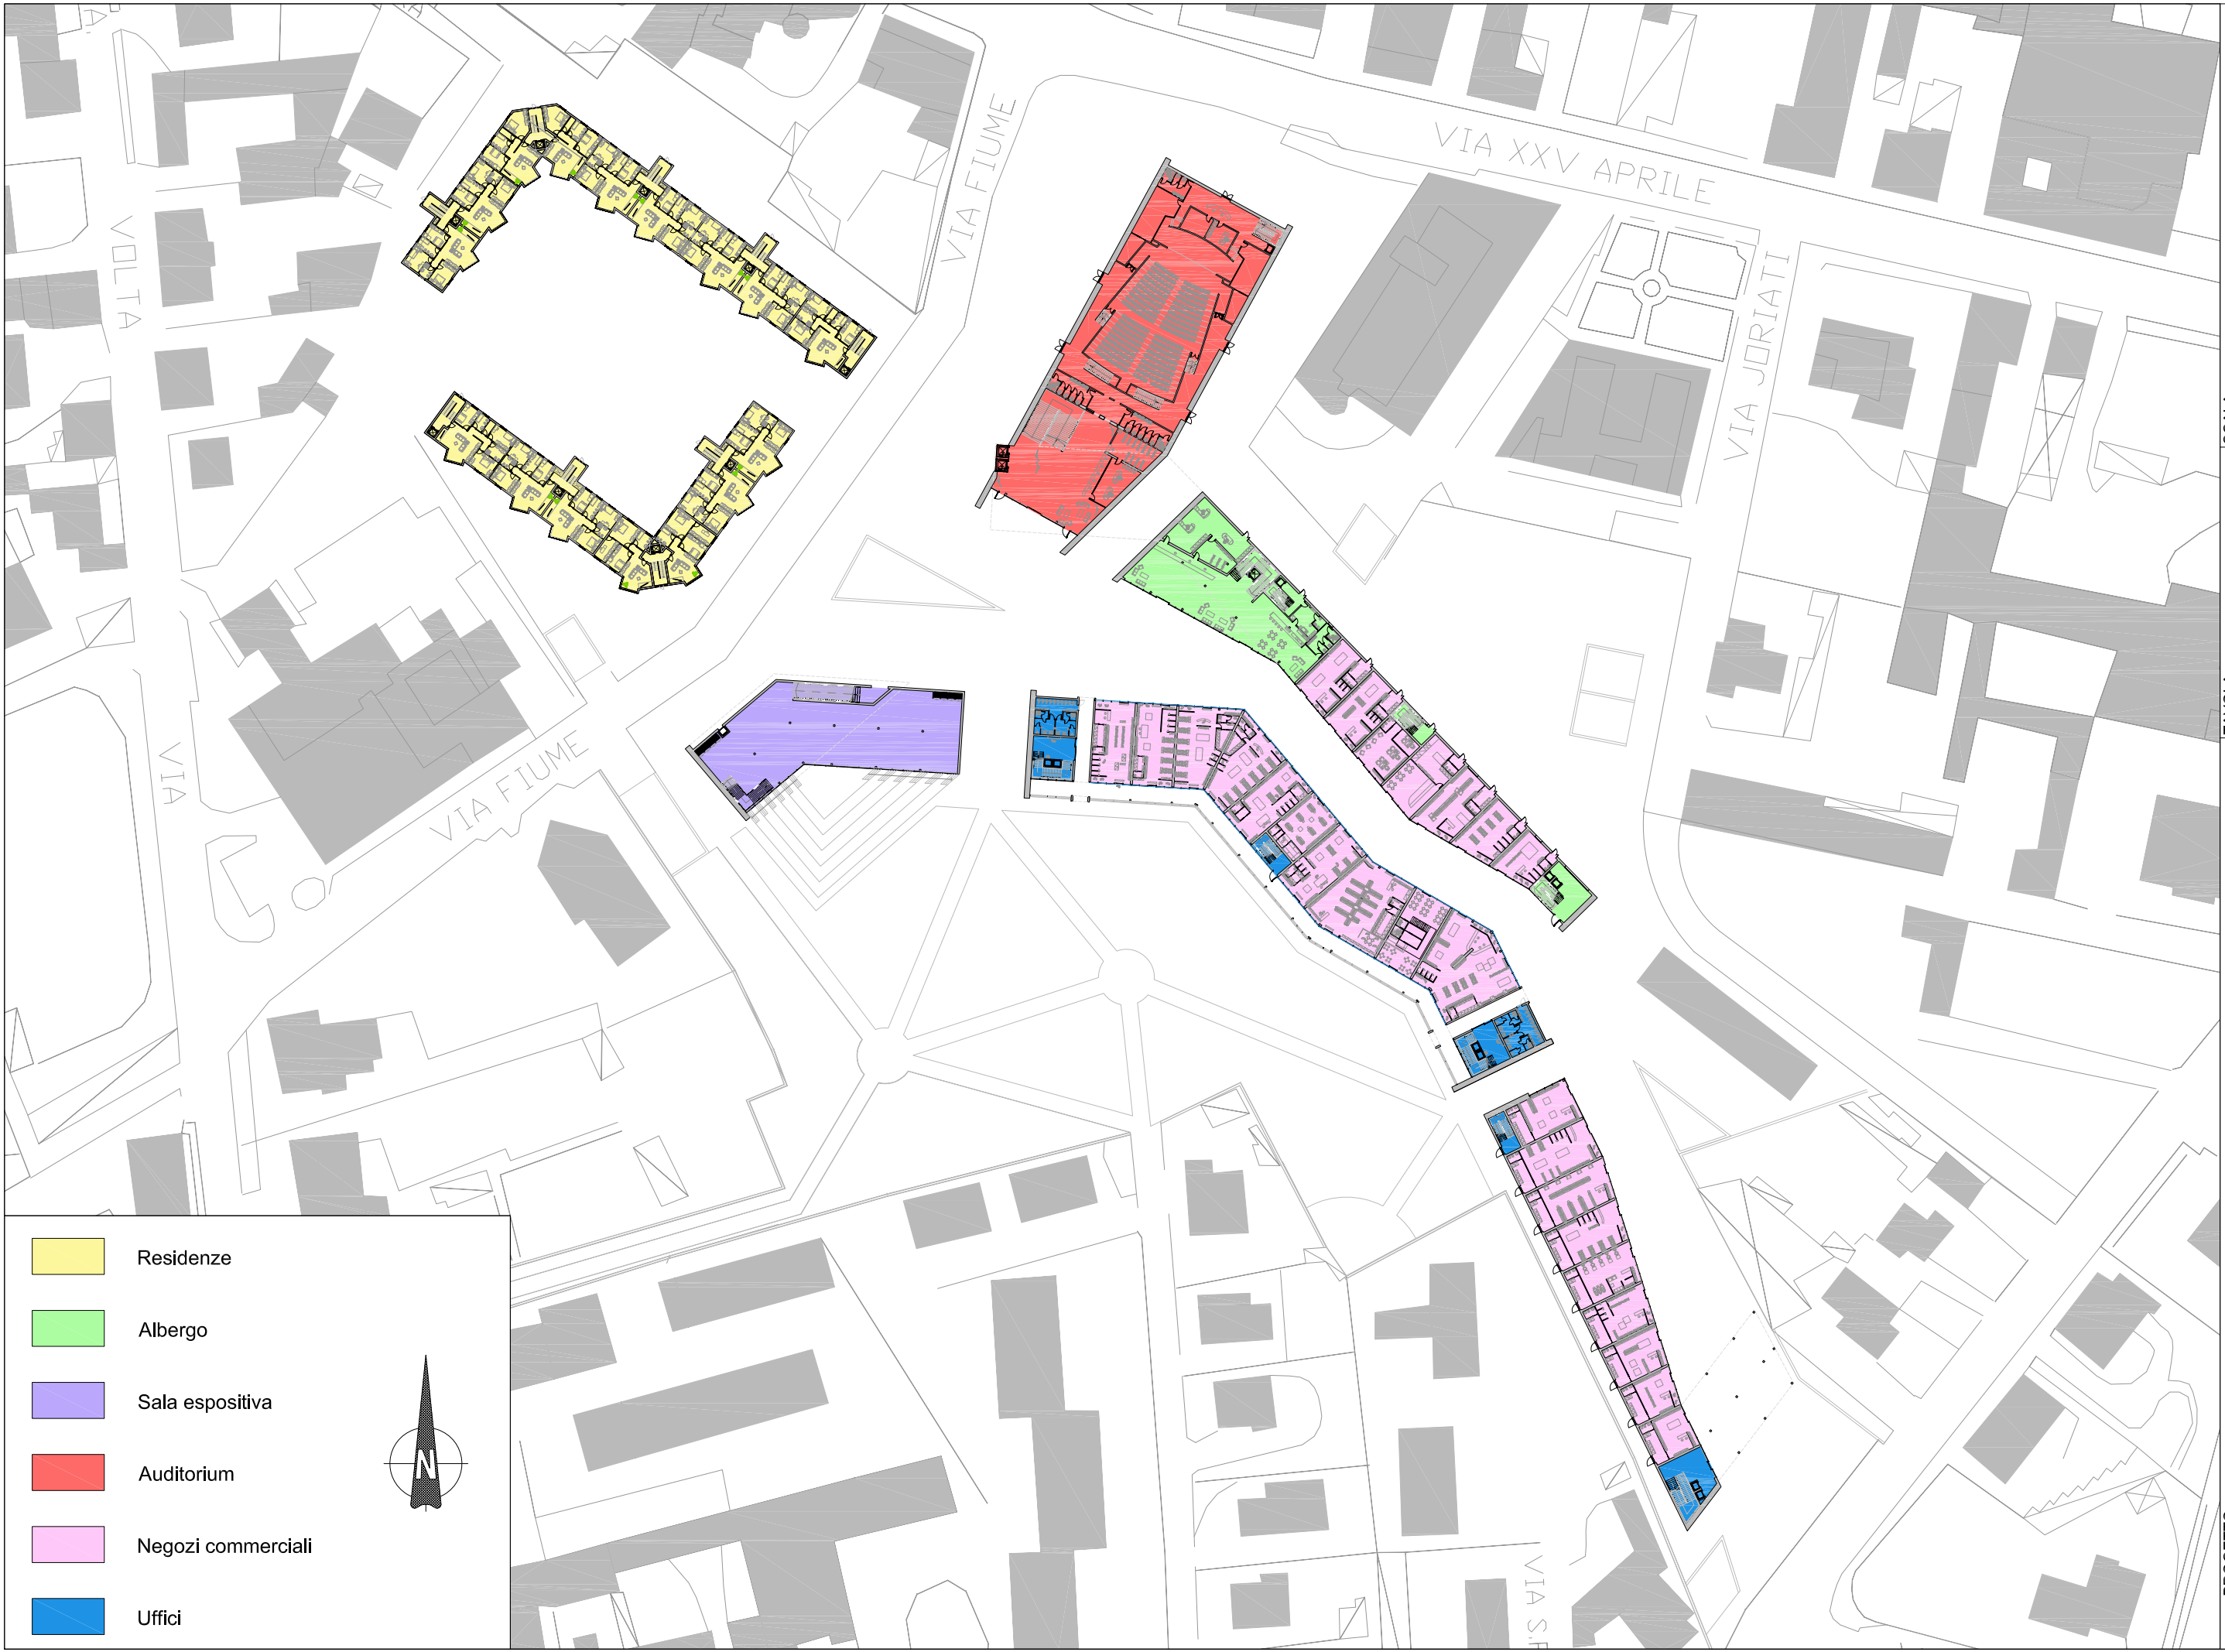 VIA XXV APRILE
VIA FIUME
VIA JORIATI
VIA
VOLTA
VIA FIUME
Residenze
Albergo
Sala espositiva
Auditorium
Negozi commerciali
Uffici
N